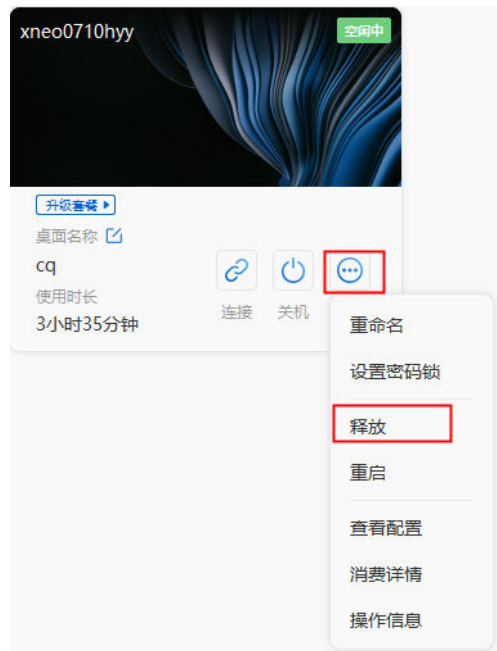 xneo0710hyy
空闲中
升级套餐
桌面名称
cq
使用时长
3小时35分钟
连接
关机
重命名
设置密码锁
释放
重启
查看配置
消费详情
操作信息